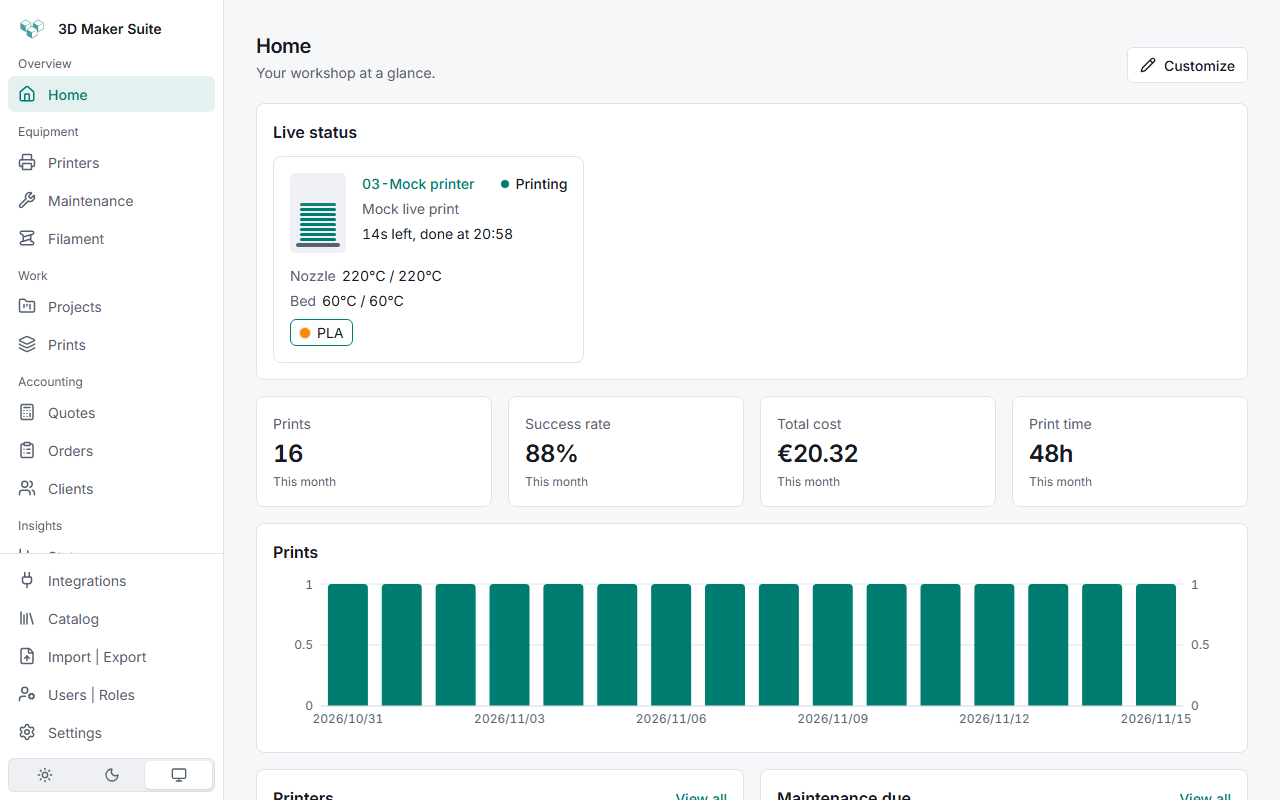 3D Maker Suite
Overview
Home
Equipment
Printers
Maintenance
Filament
Work
Projects
Prints
Accounting
Quotes
Orders
Clients
Insights
Integrations
Catalog
Import | Export
Users | Roles
Settings
Home
Your workshop at a glance.
Customize
Live status
03-Mock printer
Printing
Mock live print
14s left, done at 20:58
Nozzle 220°C / 220°C
Bed 60°C / 60°C
PLA
Prints
16
This month
Success rate
88%
This month
Total cost
€20.32
This month
Print time
48h
This month
Prints
1
0.5
0
1
0.5
0
2026/10/31
2026/11/03
2026/11/06
2026/11/09
2026/11/12
2026/11/15
Printers
View all
Maintenance due
View all